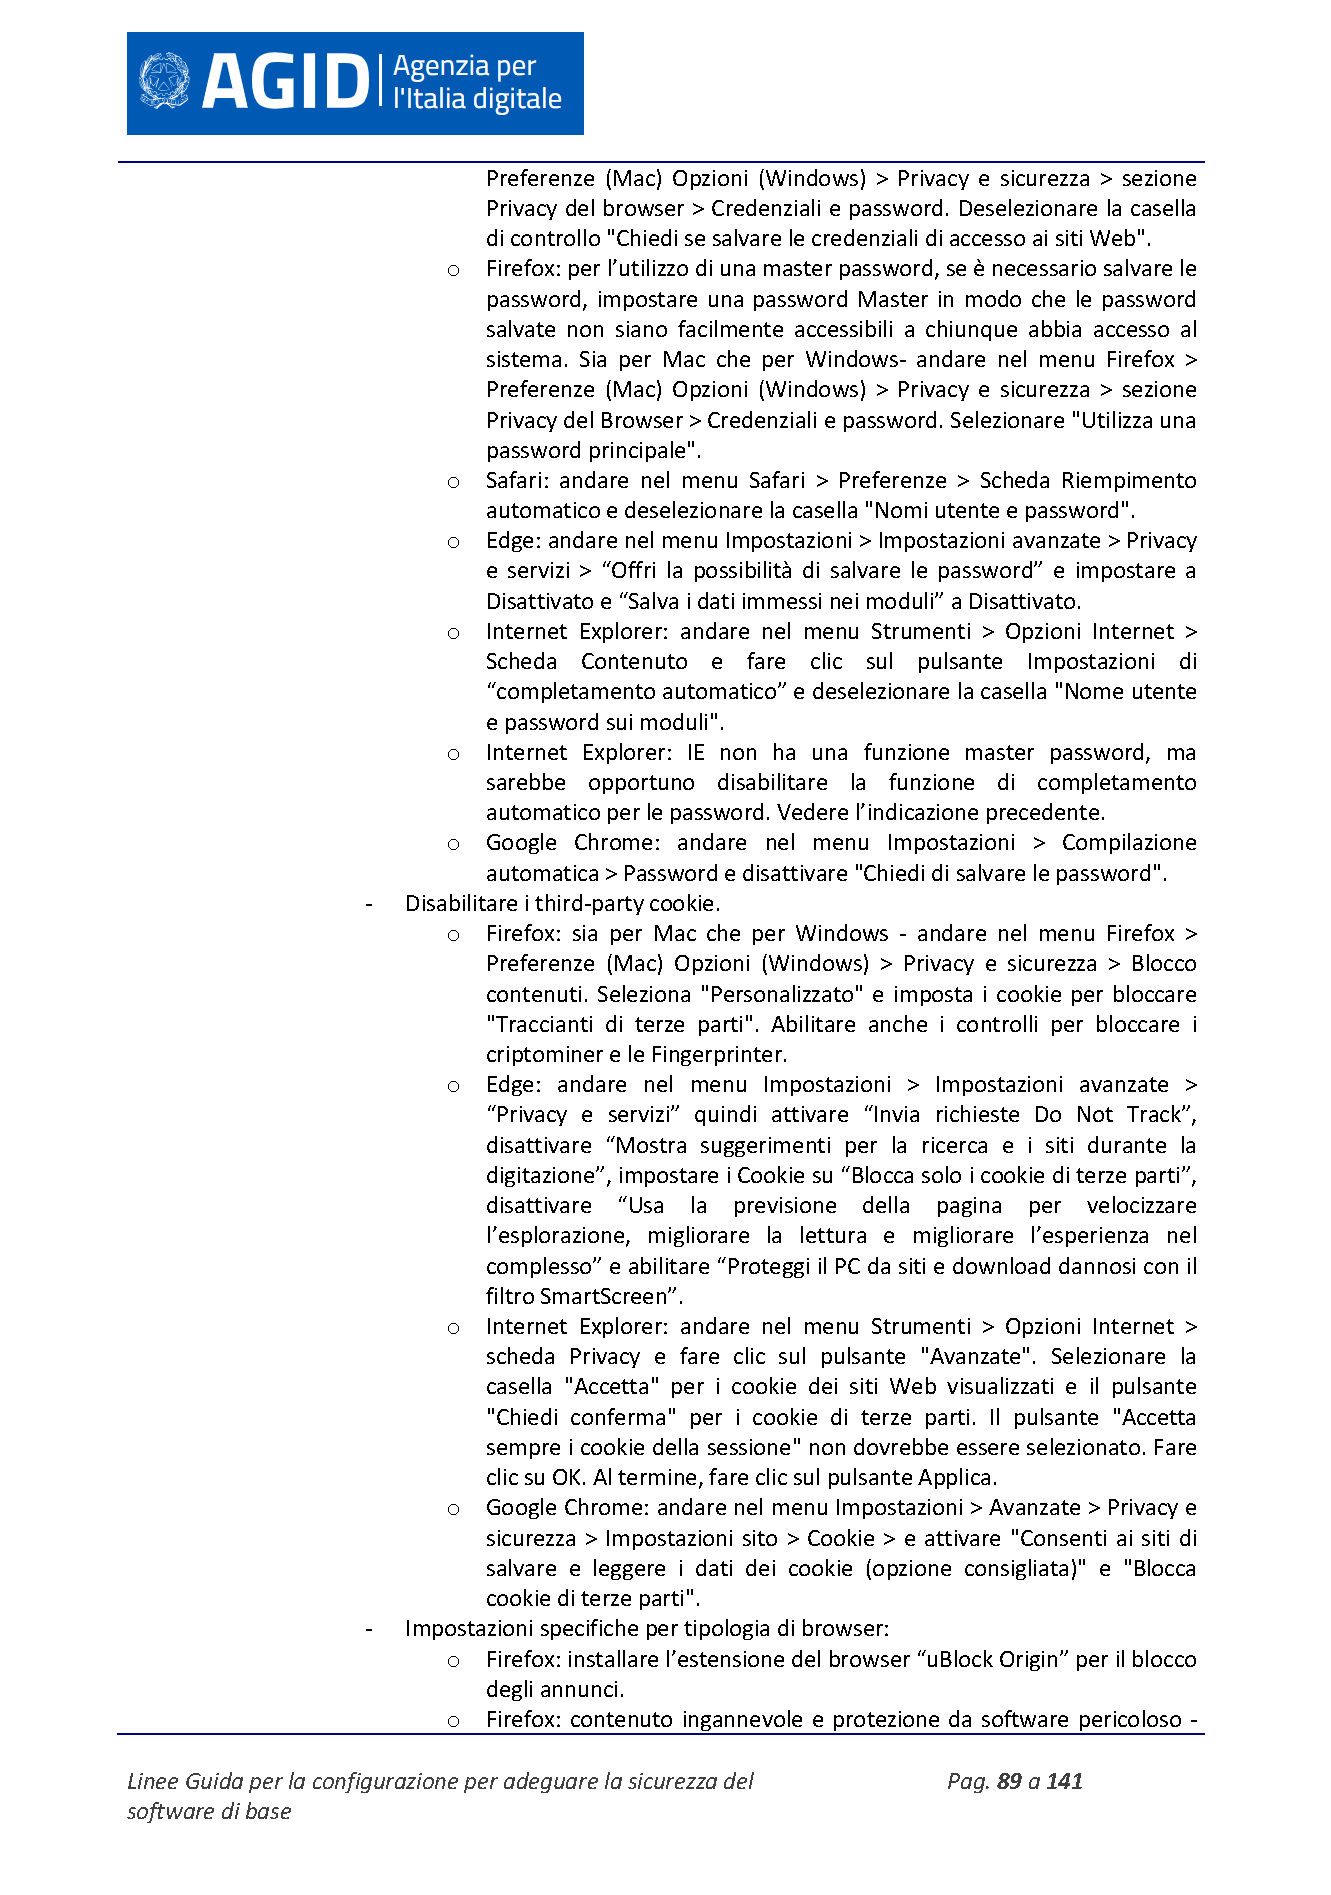 AGID Agenzia per
l'Italia digitale
Preferenze (Mac) Opzioni (Windows) > Privacy e sicurezza > sezione
Privacy del browser > Credenziali e password. Deselezionare la casella
di controllo "Chiedi se salvare le credenziali di accesso ai siti Web".
o Firefox: per l’utilizzo di una master password, se è necessario salvare le
password, impostare una password Master in modo che le password
salvate non siano facilmente accessibili a chiunque abbia accesso al
sistema. Sia per Mac che per Windows- andare nel menu Firefox >
Preferenze (Mac) Opzioni (Windows) > Privacy e sicurezza > sezione
Privacy del Browser > Credenziali e password. Selezionare "Utilizza una
password principale".
o Safari: andare nel menu Safari > Preferenze > Scheda Riempimento
automatico e deselezionare la casella "Nomi utente e password".
o Edge: andare nel menu Impostazioni > Impostazioni avanzate > Privacy
e servizi > “Offri la possibilità di salvare le password” e impostare a
Disattivato e “Salva i dati immessi nei moduli” a Disattivato.
o Internet Explorer: andare nel menu Strumenti > Opzioni Internet >
Scheda Contenuto e fare clic sul pulsante Impostazioni di
“completamento automatico” e deselezionare la casella "Nome utente
e password sui moduli".
o Internet Explorer: IE non ha una funzione master password, ma
sarebbe opportuno disabilitare la funzione di completamento
automatico per le password. Vedere l’indicazione precedente.
o Google Chrome: andare nel menu Impostazioni > Compilazione
automatica > Password e disattivare "Chiedi di salvare le password".
- Disabilitare i third-party cookie.
o Firefox: sia per Mac che per Windows - andare nel menu Firefox >
Preferenze (Mac) Opzioni (Windows) > Privacy e sicurezza > Blocco
contenuti. Seleziona "Personalizzato" e imposta i cookie per bloccare
"Traccianti di terze parti". Abilitare anche i controlli per bloccare i
criptominer e le Fingerprinter.
o Edge: andare nel menu Impostazioni > Impostazioni avanzate >
“Privacy e servizi” quindi attivare “Invia richieste Do Not Track”,
disattivare “Mostra suggerimenti per la ricerca e i siti durante la
digitazione”, impostare i Cookie su “Blocca solo i cookie di terze parti”,
disattivare “Usa la previsione della pagina per velocizzare
l’esplorazione, migliorare la lettura e migliorare l’esperienza nel
complesso” e abilitare “Proteggi il PC da siti e download dannosi con il
filtro SmartScreen”.
o Internet Explorer: andare nel menu Strumenti > Opzioni Internet >
scheda Privacy e fare clic sul pulsante "Avanzate". Selezionare la
casella "Accetta" per i cookie dei siti Web visualizzati e il pulsante
"Chiedi conferma" per i cookie di terze parti. Il pulsante "Accetta
sempre i cookie della sessione" non dovrebbe essere selezionato. Fare
clic su OK. Al termine, fare clic sul pulsante Applica.
o Google Chrome: andare nel menu Impostazioni > Avanzate > Privacy e
sicurezza > Impostazioni sito > Cookie > e attivare "Consenti ai siti di
salvare e leggere i dati dei cookie (opzione consigliata)" e "Blocca
cookie di terze parti".
- Impostazioni specifiche per tipologia di browser:
o Firefox: installare l’estensione del browser “uBlock Origin” per il blocco
degli annunci.
o Firefox: contenuto ingannevole e protezione da software pericoloso -
Linee Guida per la configurazione per adeguare la sicurezza del Pag. 89 a 141
software di base